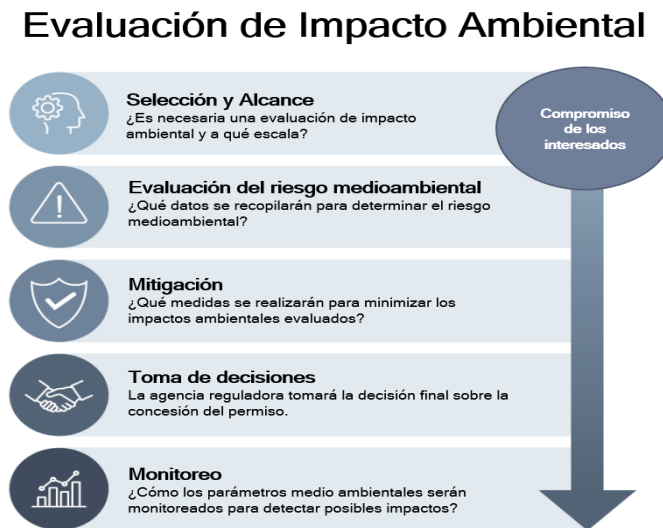 Evaluación de Impacto Ambiental
Selección y Alcance
¿Es necesaria una evaluación de impacto
ambiental y a qué escala?
Compromiso
de los
interesados
Evaluación del riesgo medioambiental
¿Qué datos se recopilarán para determinar el riesgo
medioambiental?
Mitigación
¿Qué medidas se realizarán para minimizar los
impactos ambientales evaluados?
Toma de decisiones
La agencia reguladora tomará la decisión final sobre la
concesión del permiso.
Monitoreo
¿Cómo los parámetros medio ambientales serán
monitoreados para detectar posibles impactos?